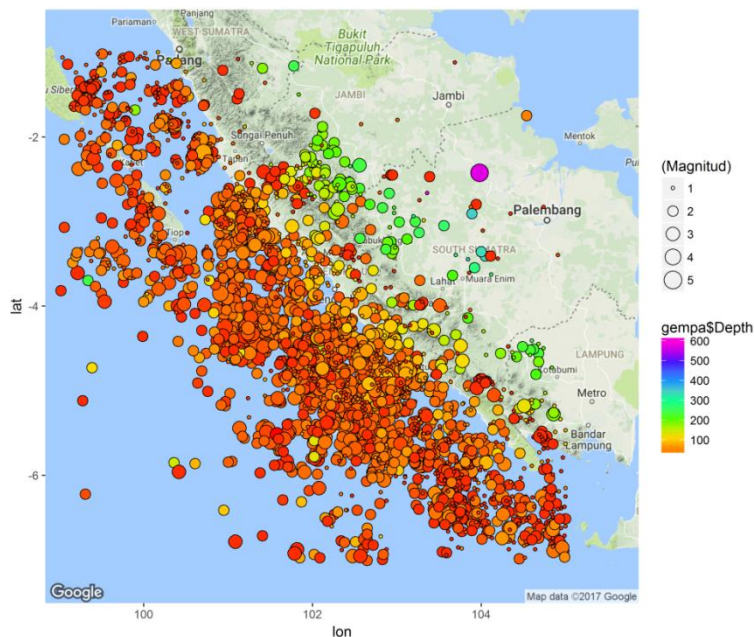 Panjang
Pariaman
WEST SUMATRA
Padang
Bukit
Tigapuluh
National Park
JAMBI
Jambi
Sungai Penuh
Mentok
Palembang
SOUTH SUMATRA
Lahat
Muara Enim
LAMPUNG
Kotabumi
Metro
Bandar
Lampung
Google
Map data ©2017 Google
-2
-4
-6
lat
100
102
104
lon
(Magnitud)
1
2
3
4
5
gempa$Depth
600
500
400
300
200
100